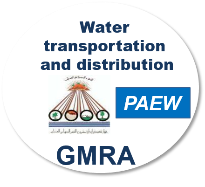 Water
transportation
and distribution
PAEW
GMRA